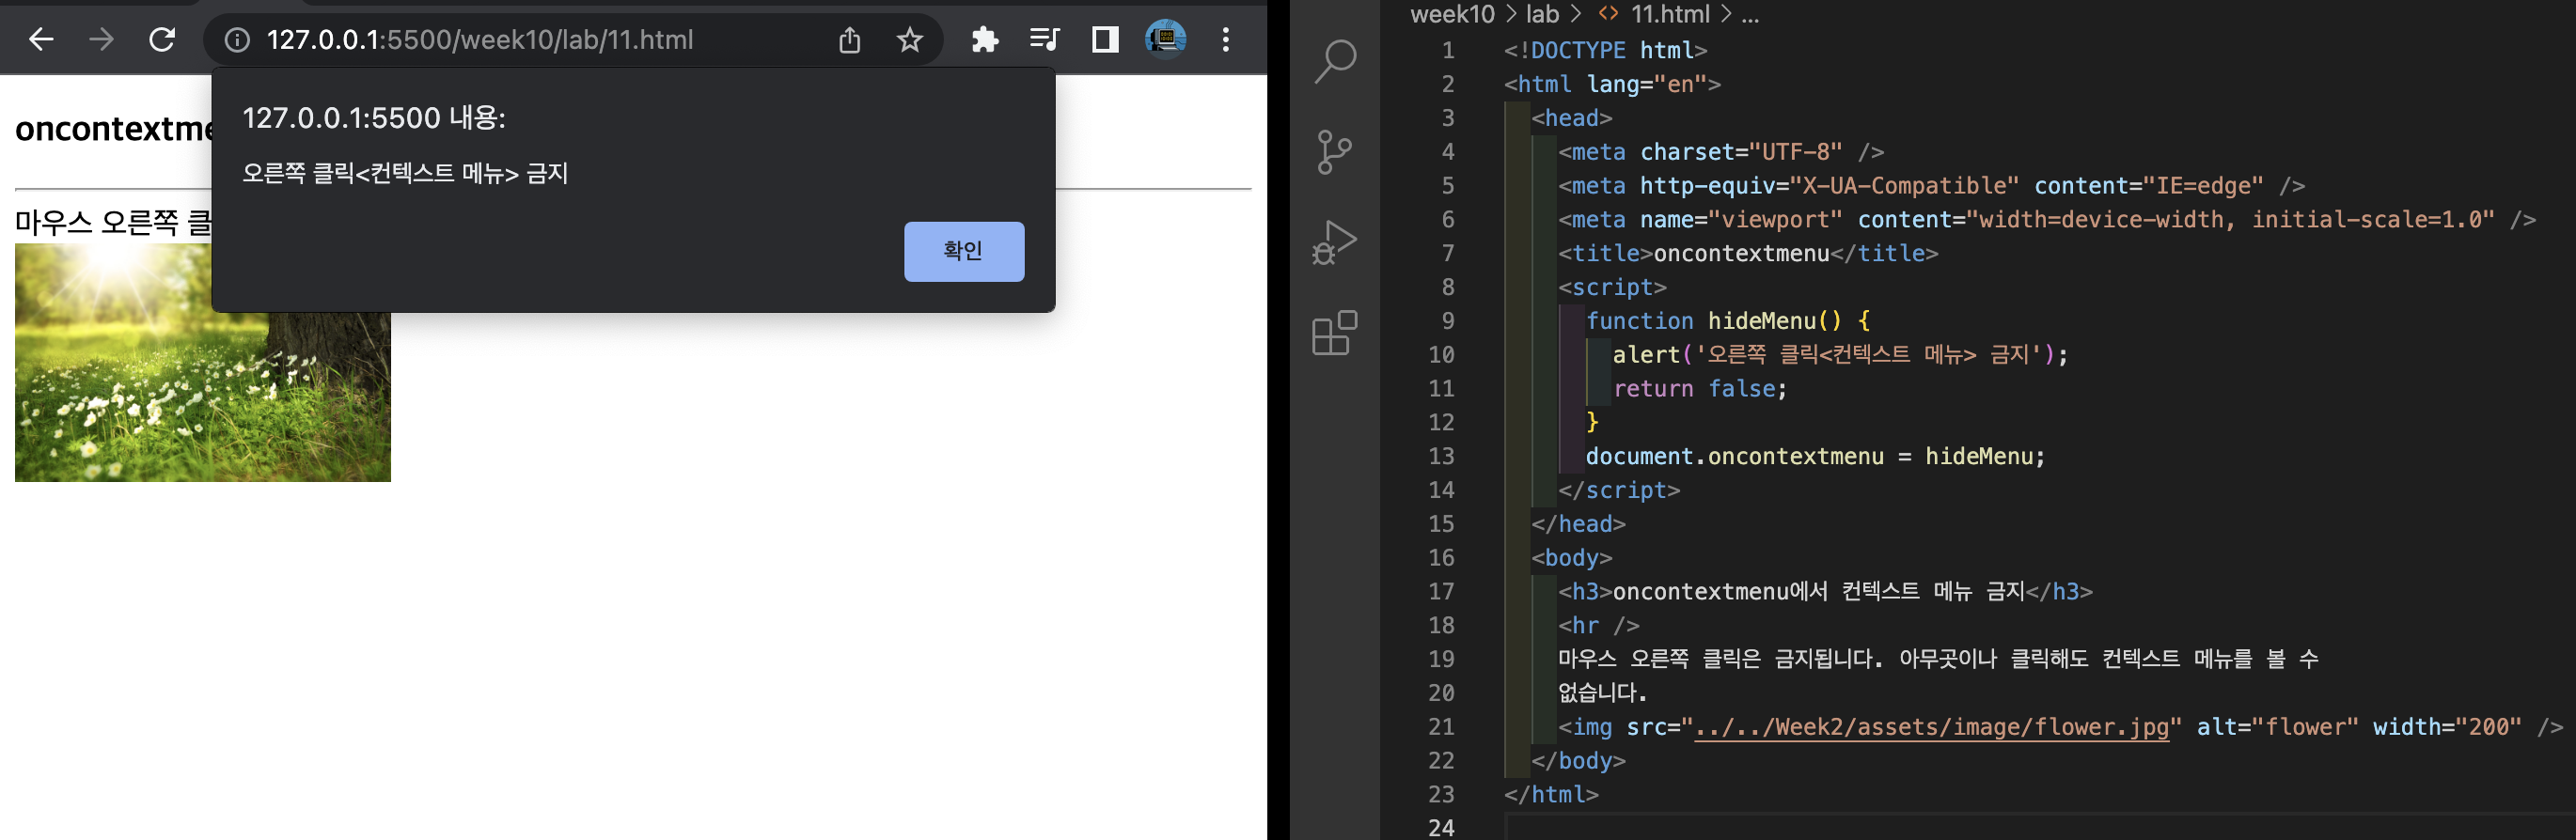 127.0.0.1:5500/week10/lab/11.html
127.0.0.1:5500 내용:
오른쪽 클릭<컨텍스트 메뉴> 금지
확인
oncontextme
마우스 오른쪽 클
week10 > lab > <> 11.html > ...
1 <!DOCTYPE html>
2 <html lang="en">
3 <head>
4 <meta charset="UTF-8" />
5 <meta http-equiv="X-UA-Compatible" content="IE=edge" />
6 <meta name="viewport" content="width=device-width, initial-scale=1.0" />
7 <title>oncontextmenu</title>
8 <script>
9 function hideMenu() {
10 alert('오른쪽 클릭<컨텍스트 메뉴> 금지');
11 return false;
12 }
13 document.oncontextmenu = hideMenu;
14 </script>
15 </head>
16 <body>
17 <h3>oncontextmenu에서 컨텍스트 메뉴 금지</h3>
18 <hr />
19 마우스 오른쪽 클릭은 금지됩니다. 아무곳이나 클릭해도 컨텍스트 메뉴를 볼 수
20 없습니다.
21 <img src="../../Week2/assets/image/flower.jpg" alt="flower" width="200" />
22 </body>
23 </html>
24